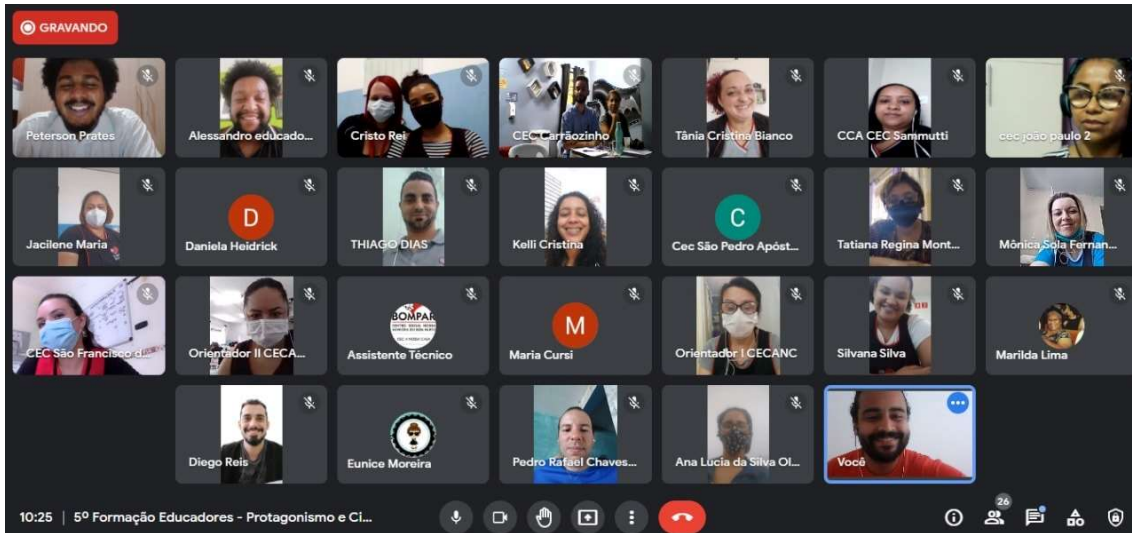 GRAVANDO
Peterson Prates
Alessandro educado...
Cristo Rei
CEC Carrãozinho
Tânia Cristina Bianco
CCA CEC Sammutti
cec joão paulo 2
Jacilene Maria
D
Daniela Heidrick
THIAGO DIAS
Kelli Cristina
C
Cec São Pedro Apóst...
Tatiana Regina Mont...
Mônica Sola Fernan...
CEC São Francisco d...
Orientador II CECA...
BOMPAR
Assistente Técnico
M
Maria Cursi
Orientador I CECANC
Silvana Silva
Marilda Lima
Diego Reis
Eunice Moreira
Pedro Rafael Chaves...
Ana Lucia da Silva Ol...
Você
10:25 | 5º Formação Educadores - Protagonismo e Ci...
26